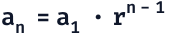 aₙ = a₁ · rⁿ⁻¹